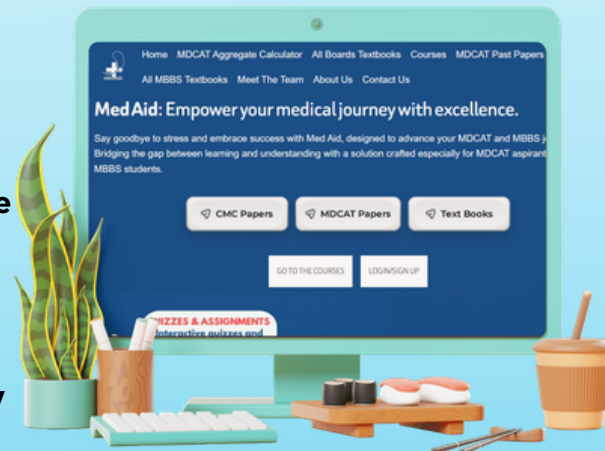 Home MDCAT Aggregate Calculator All Boards Textbooks Courses MDCAT Past Papers
All MBBS Textbooks Meet The Team About Us Contact Us
Med Aid: Empower your medical journey with excellence.
Say goodbye to stress and embrace success with Med Aid, designed to advance your MDCAT and MBBS j
Bridging the gap between learning and understanding with a solution crafted especially for MDCAT aspirant
MBBS students.
e
CMC Papers MDCAT Papers Text Books
GO TO THE COURSES LOGIN/SIGN UP
UIZZES & ASSIGNMENTS
Interactive quizzes and
y